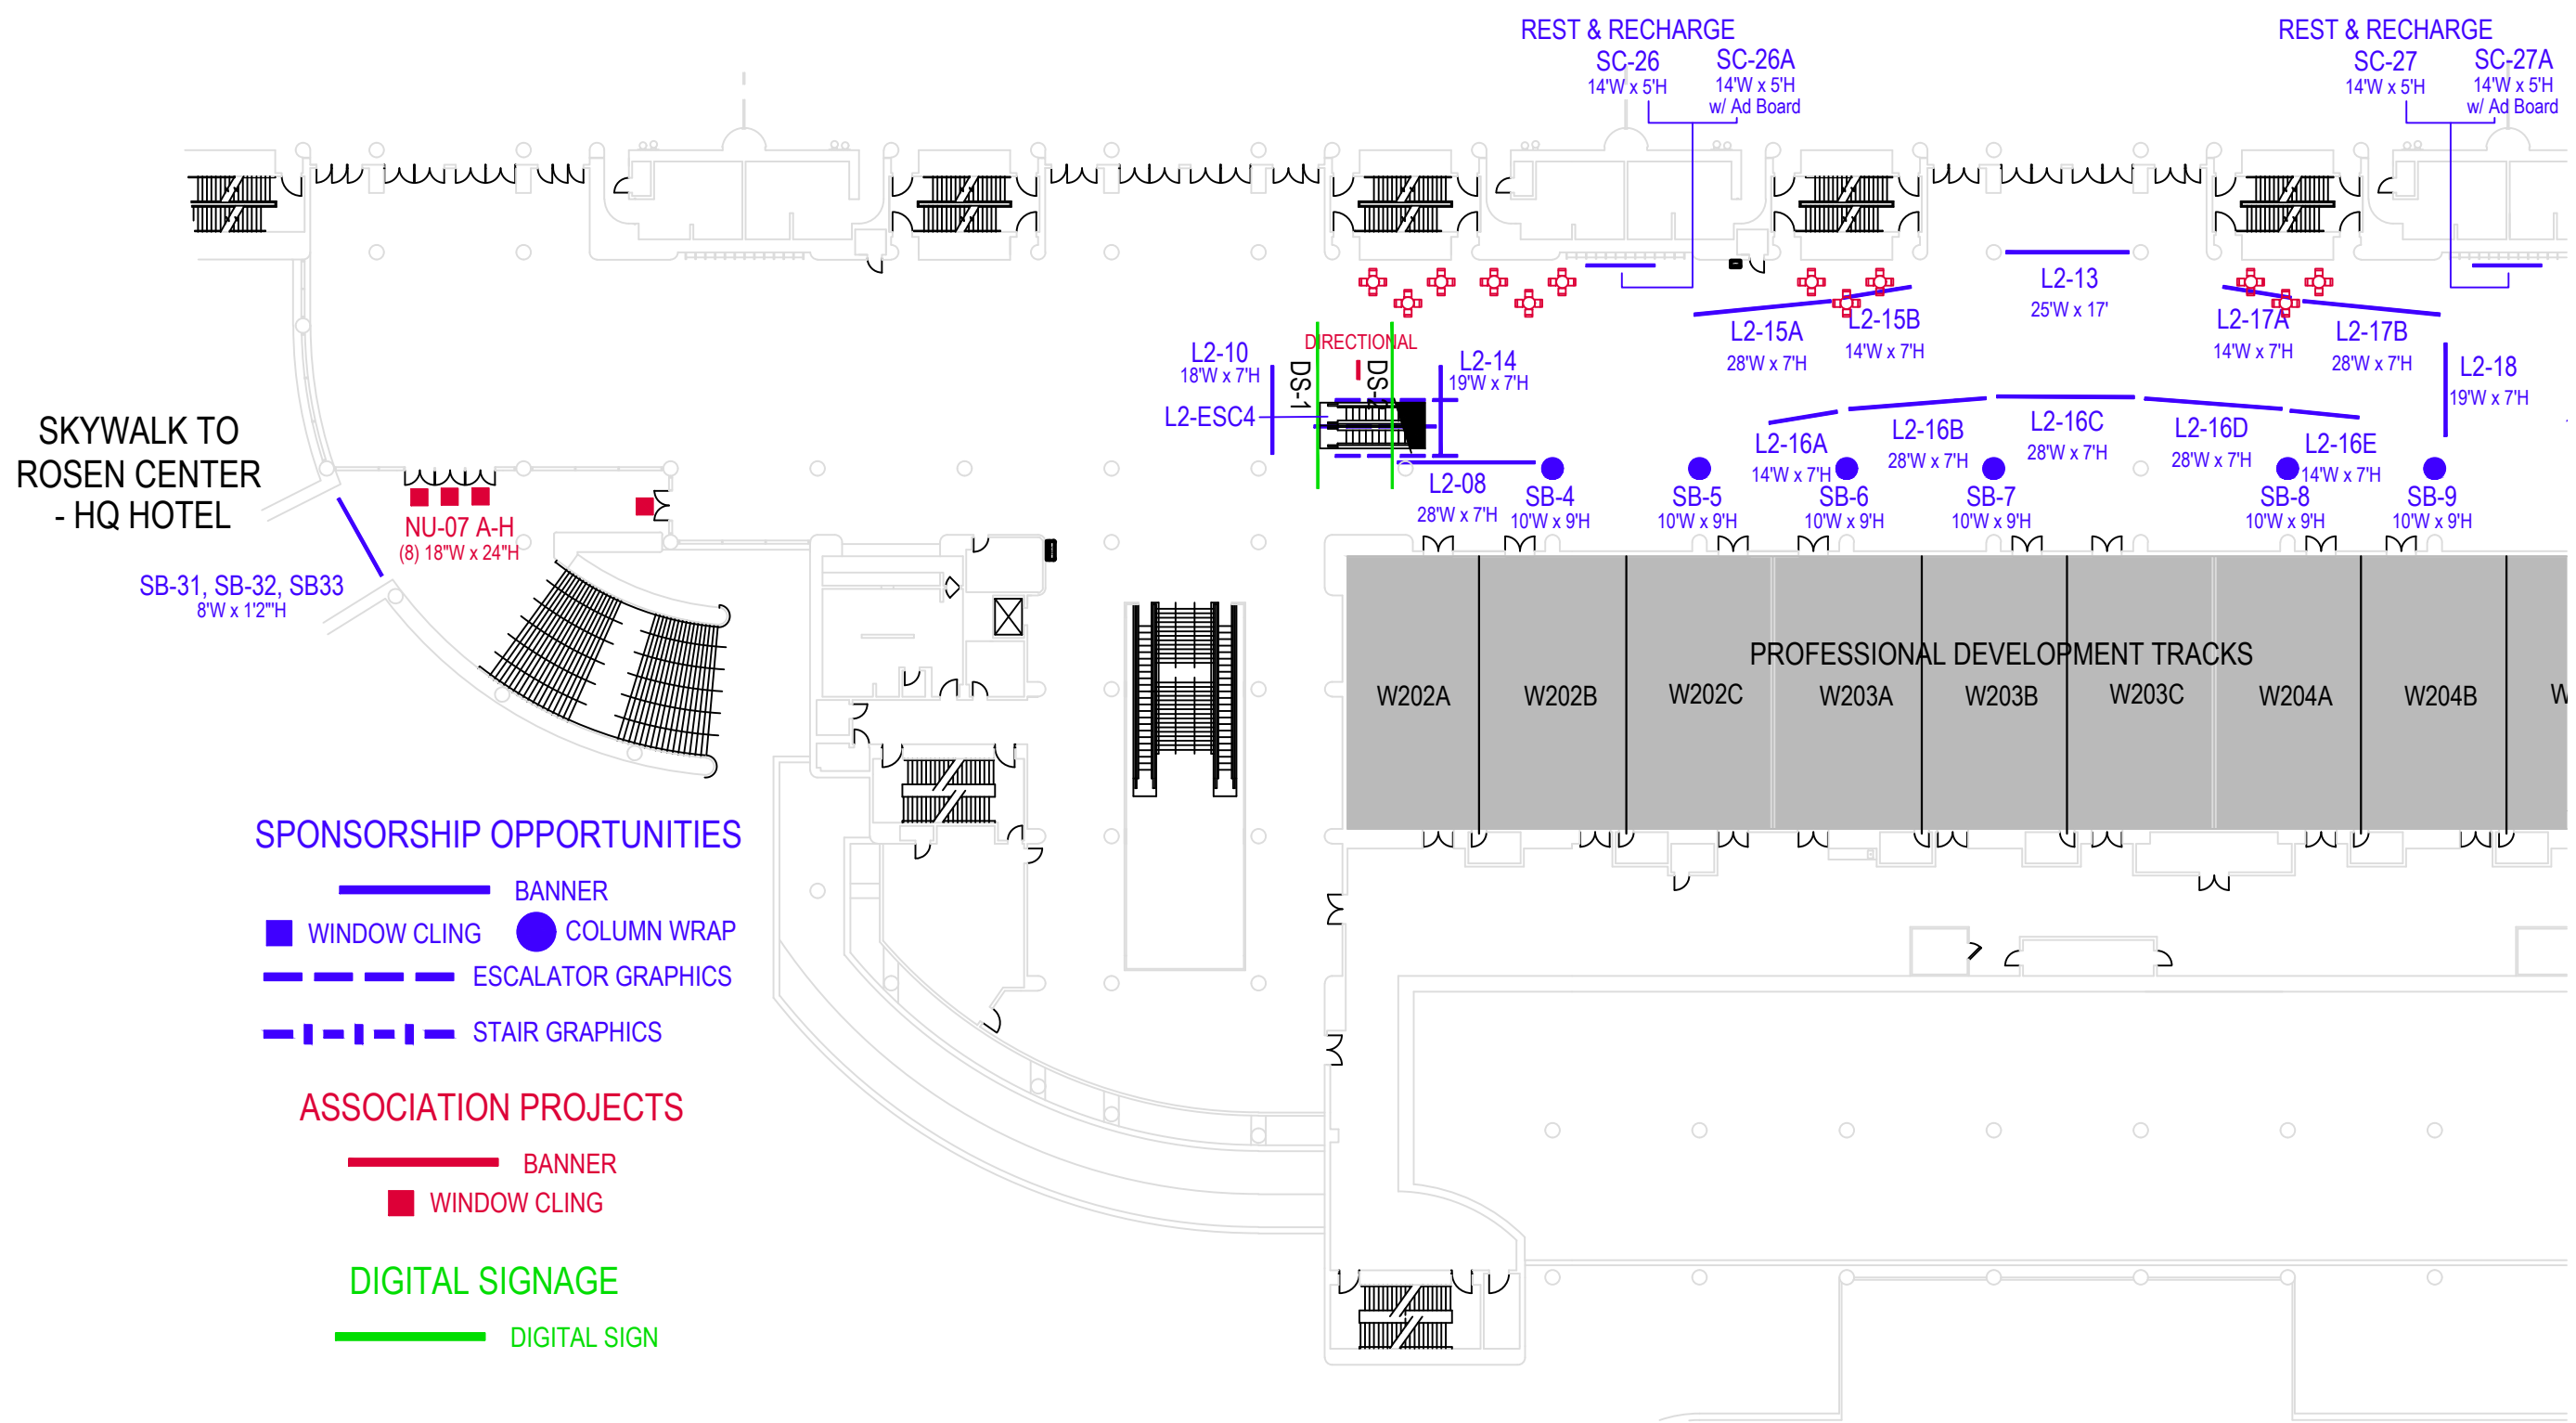 REST & RECHARGE
SC-26
14'W x 5'H
SC-26A
14'W x 5'H
w/ Ad Board
REST & RECHARGE
SC-27
14'W x 5'H
SC-27A
14'W x 5'H
w/ Ad Board
L2-13
25'W x 17'
L2-15A
28'W x 7'H
L2-15B
14'W x 7'H
L2-17A
14'W x 7'H
L2-17B
28'W x 7'H
L2-18
19'W x 7'H
DIRECTIONAL
L2-10
18'W x 7'H
DS-1
DS-2
L2-14
19'W x 7'H
L2-ESC4
L2-16A
14'W x 7'H
L2-16B
28'W x 7'H
L2-16C
28'W x 7'H
L2-16D
28'W x 7'H
L2-16E
14'W x 7'H
L2-08
28'W x 7'H
SB-4
10'W x 9'H
SB-5
10'W x 9'H
SB-6
10'W x 9'H
SB-7
10'W x 9'H
SB-8
10'W x 9'H
SB-9
10'W x 9'H
SKYWALK TO
ROSEN CENTER
- HQ HOTEL
NU-07 A-H
(8) 18"W x 24"H
SB-31, SB-32, SB33
8'W x 1'2"'H
PROFESSIONAL DEVELOPMENT TRACKS
W202A
W202B
W202C
W203A
W203B
W203C
W204A
W204B
SPONSORSHIP OPPORTUNITIES
BANNER
WINDOW CLING
COLUMN WRAP
ESCALATOR GRAPHICS
STAIR GRAPHICS
ASSOCIATION PROJECTS
BANNER
WINDOW CLING
DIGITAL SIGNAGE
DIGITAL SIGN